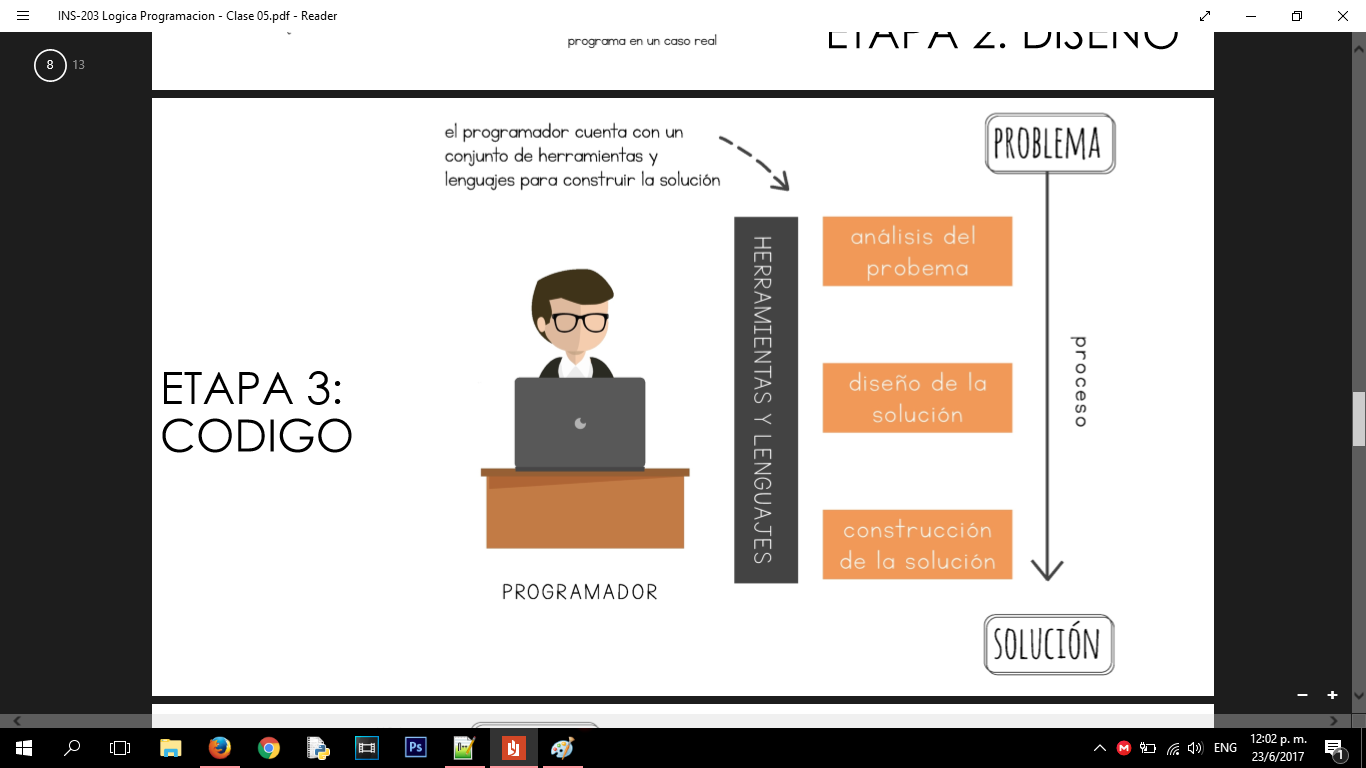 INS-203 Logica Programacion - Clase 05.pdf - Reader
8 13
programa en un caso real
ETAPA 2: DISEÑO
el programador cuenta con un
conjunto de herramientas y
lenguajes para construir la solución
PROBLEMA
HERRAMIENTAS Y LENGUAJES
análisis del
probema
proceso
ETAPA 3:
CODIGO
diseño de la
solución
construcción
de la solución
PROGRAMADOR
SOLUCIÓN
Ps
ENG
12:02 p. m.
23/6/2017
1